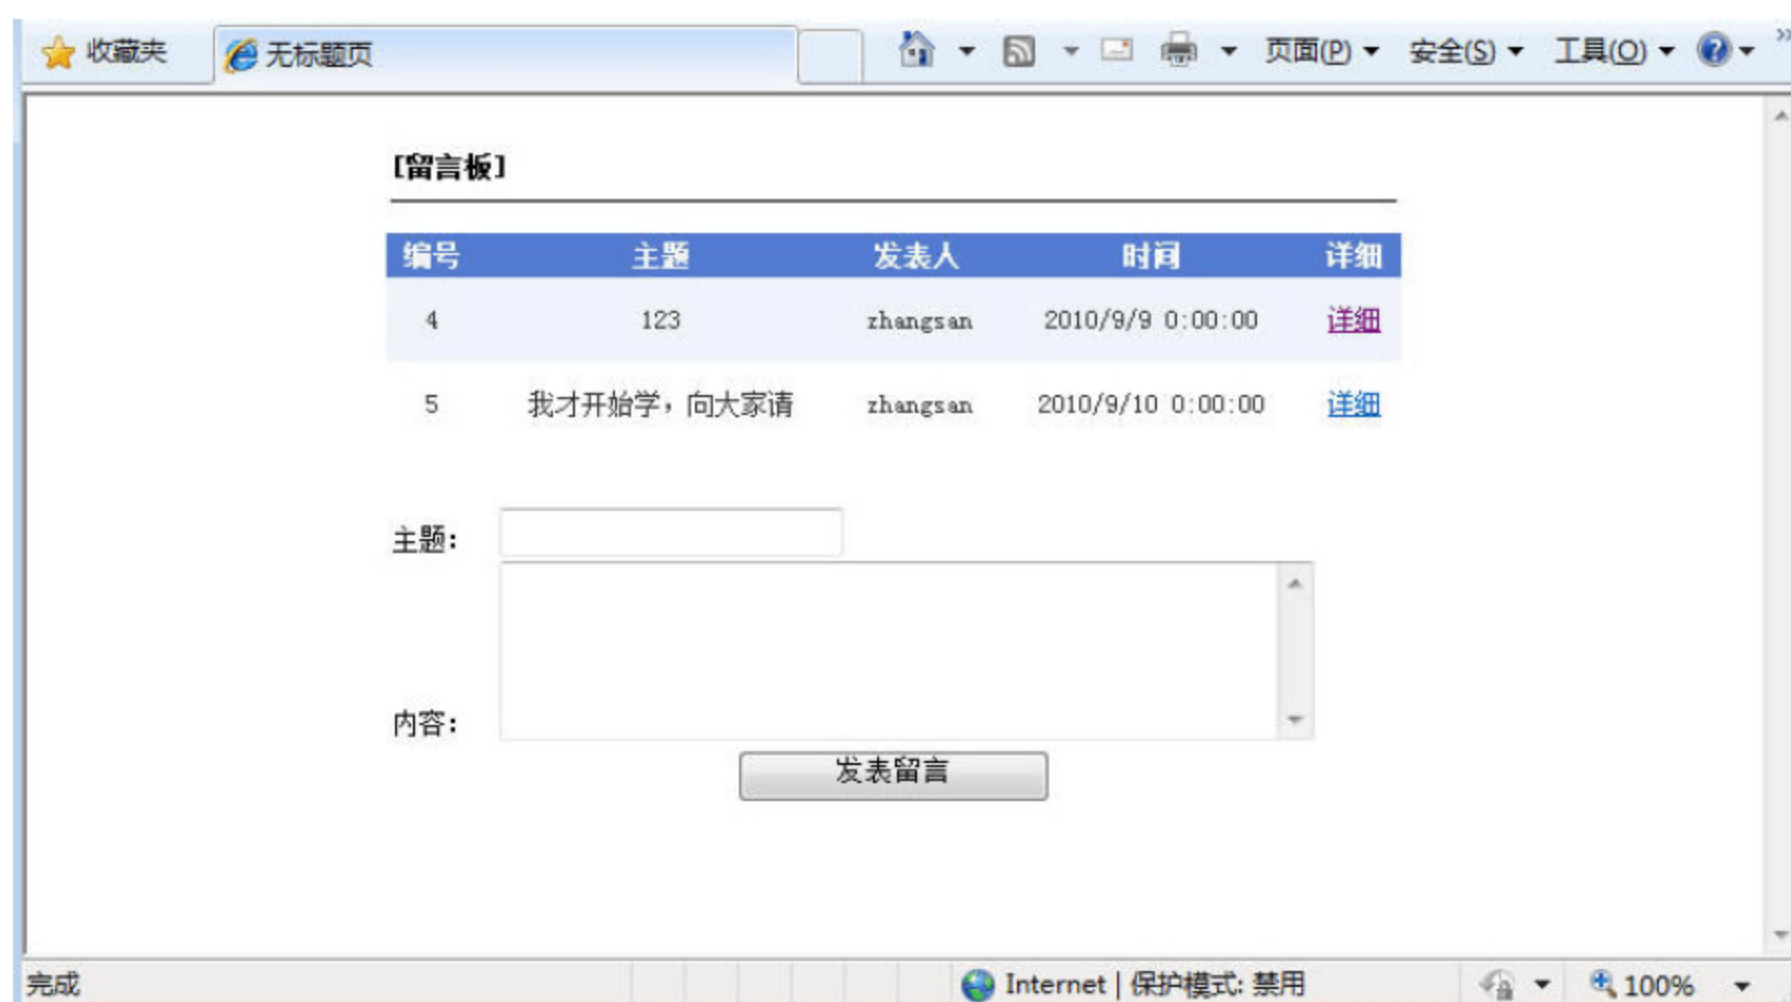 收藏夹 无标题页 页面(P) 安全(S) 工具(O)
[留言板]
编号 主题 发表人 时间 详细
4 123 zhangsan 2010/9/9 0:00:00 详细
5 我才开始学，向大家请 zhangsan 2010/9/10 0:00:00 详细
主题：
内容：
发表留言
完成 Internet | 保护模式: 禁用 100%